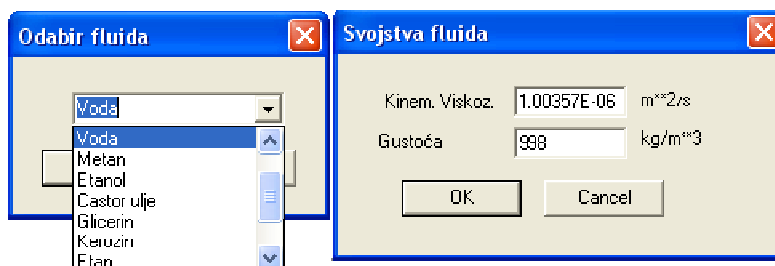 Odabir fluida
Voda
Voda
Metan
Etanol
Castor ulje
Glicerin
Kerozin
Etan
Svojstva fluida
Kinem. Viskoz. 1.00357E-06 m**2/s
Gustoća 998 kg/m**3
OK Cancel